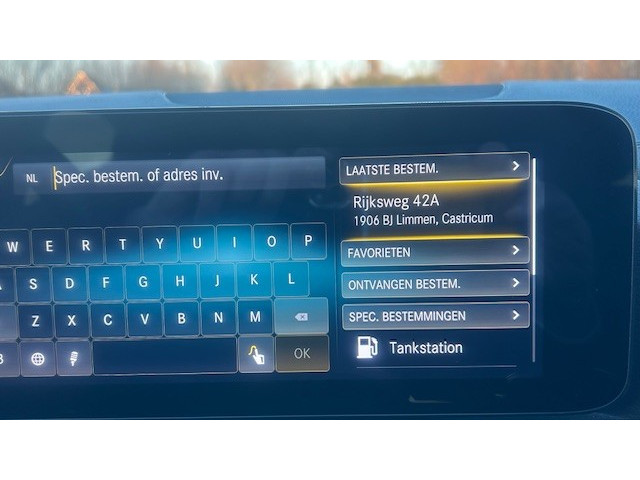 NL Spec. bestem. of adres inv.
LAATSTE BESTEM.
Rijksweg 42A
1906 BJ Limmen, Castricum
FAVORIETEN
ONTVANGEN BESTEM.
SPEC. BESTEMMINGEN
Tankstation
W E R T Y U I O P
S D F G H J K L
Z X C V B N M
OK